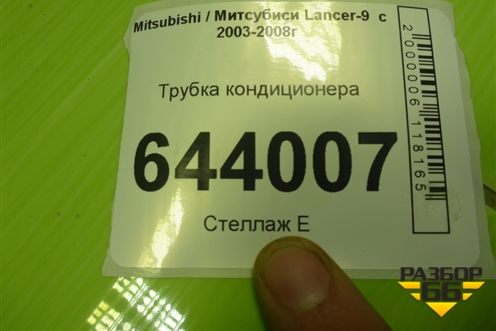 Mitsubishi / Митсубиси Lancer-9 с
2003-2008г
Трубка кондиционера
644007
Стеллаж Е
2000006118165
РАЗБОР
66